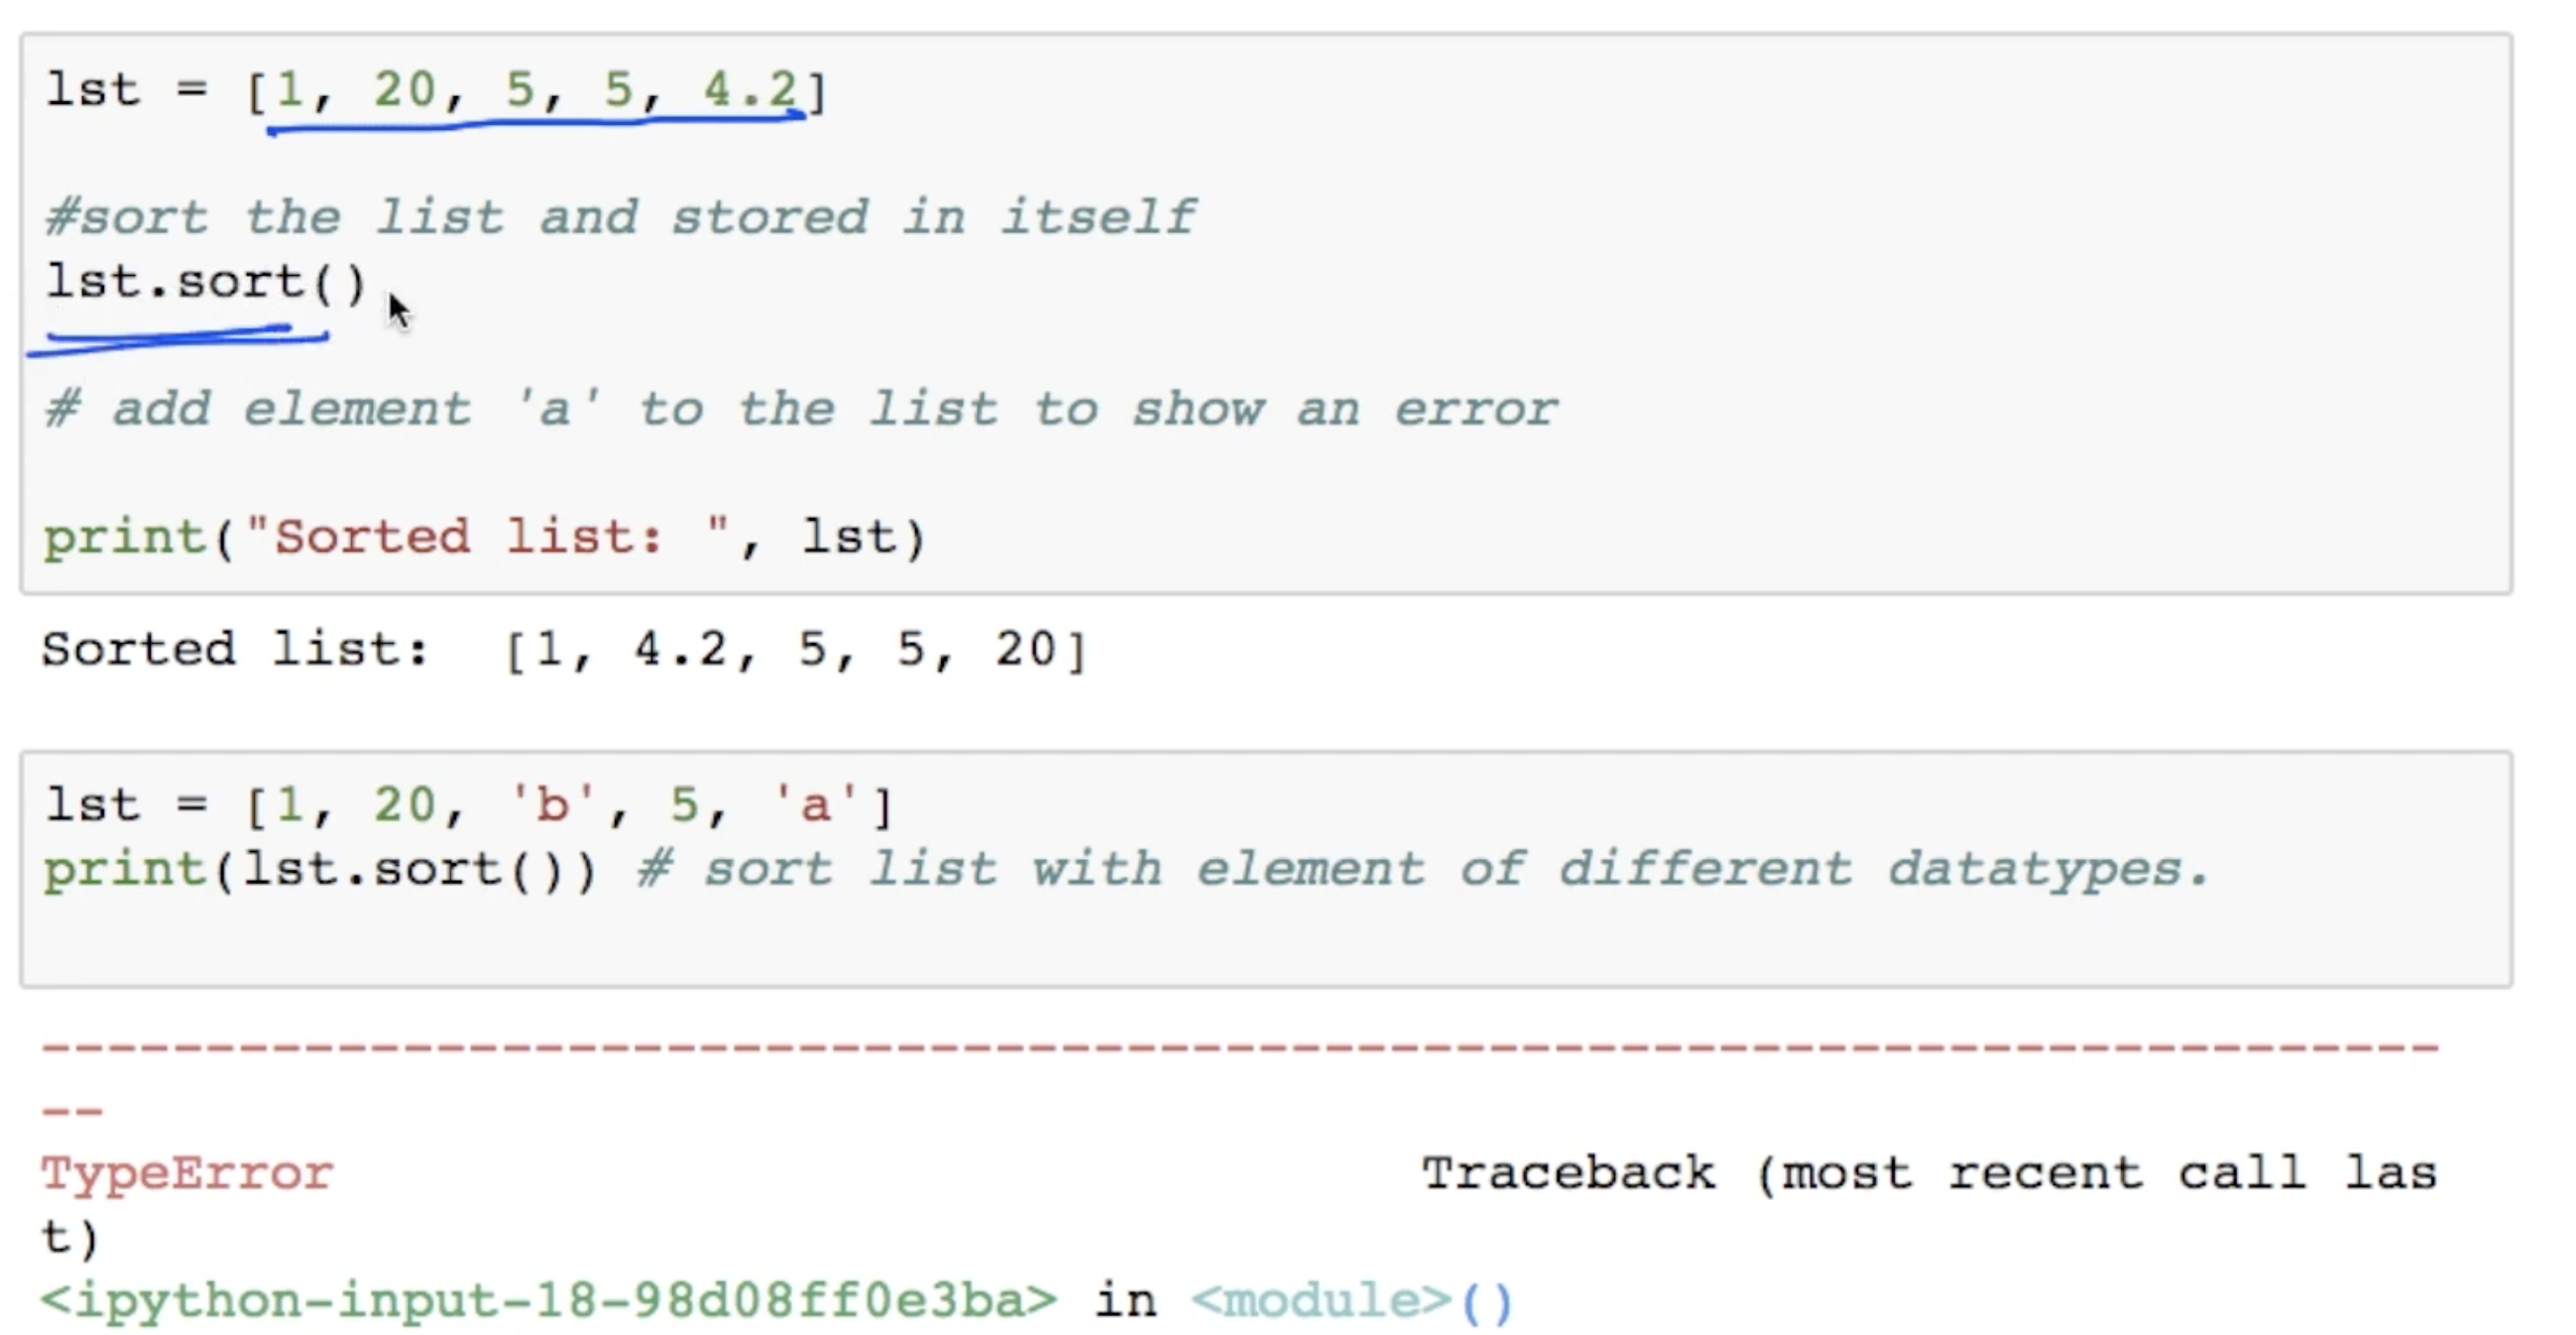 lst = [1, 20, 5, 5, 4.2]
#sort the list and stored in itself
lst.sort()
# add element 'a' to the list to show an error
print("Sorted list: ", lst)
Sorted list:  [1, 4.2, 5, 5, 20]
lst = [1, 20, 'b', 5, 'a']
print(lst.sort()) # sort list with element of different datatypes.
---------------------------------------------------------------------------
--
TypeError                                 Traceback (most recent call las
t)
<ipython-input-18-98d08ff0e3ba> in <module>()